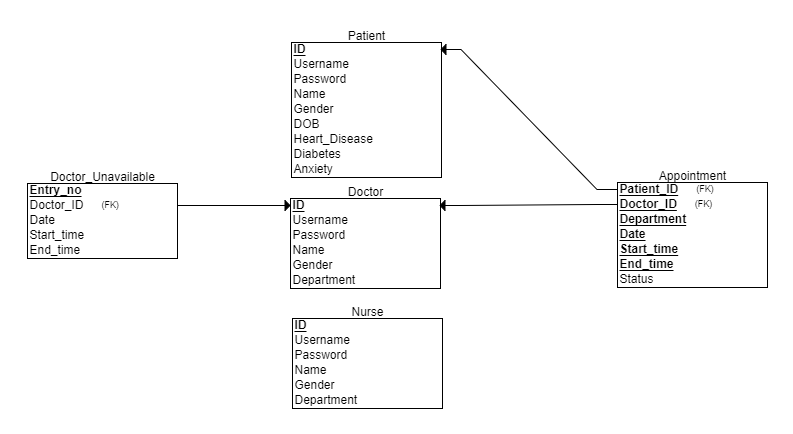 Patient
ID
Username
Password
Name
Gender
DOB
Heart_Disease
Diabetes
Anxiety
Doctor_Unavailable
Entry_no
Doctor_ID (FK)
Date
Start_time
End_time
Doctor
ID
Username
Password
Name
Gender
Department
Appointment
Patient_ID (FK)
Doctor_ID (FK)
Department
Date
Start_time
End_time
Status
Nurse
ID
Username
Password
Name
Gender
Department